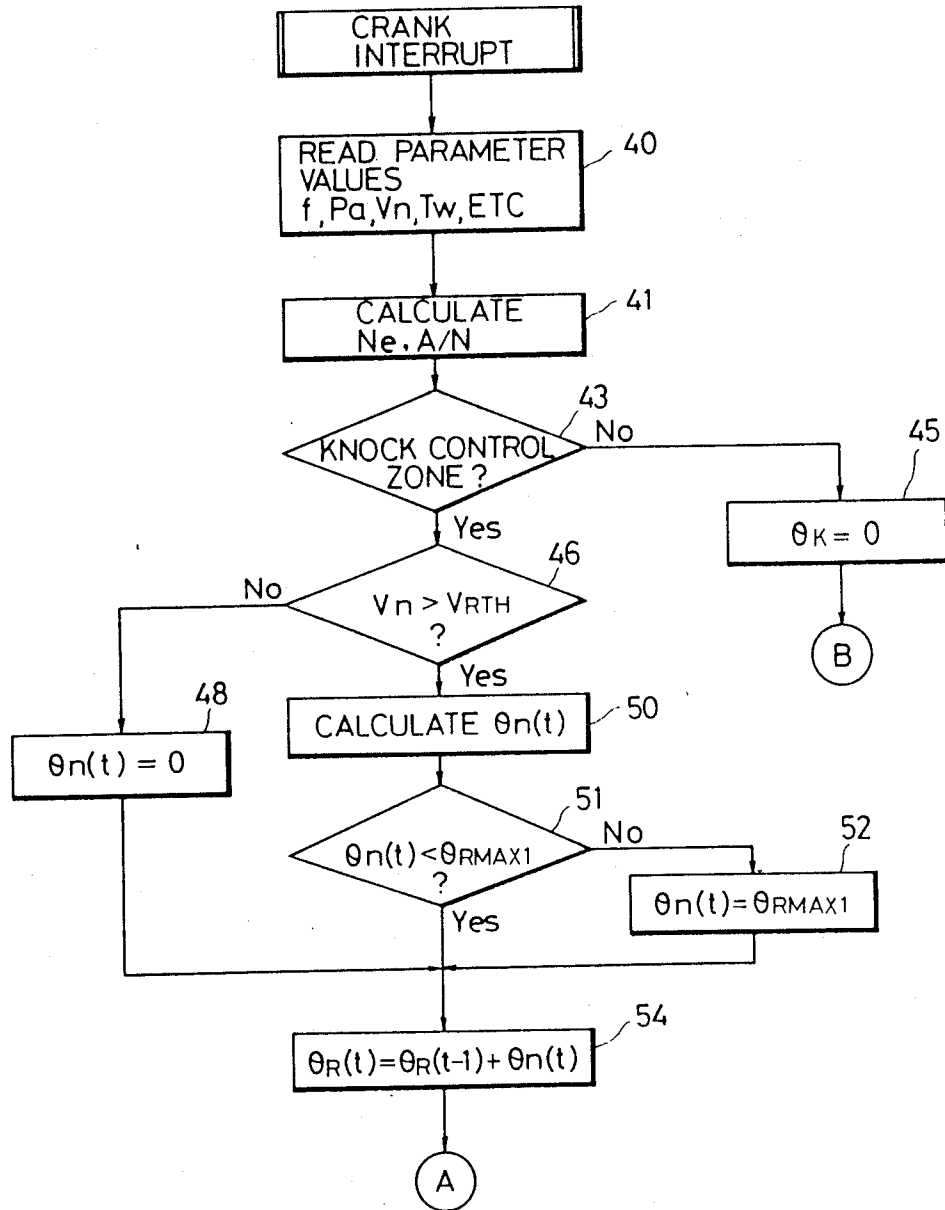 CRANK
INTERRUPT
READ PARAMETER
VALUES
f, Pa, Vn, Tw, ETC
40
CALCULATE
Ne, A/N
41
KNOCK CONTROL
ZONE ?
43
No
45
Yes
θK = 0
B
46
No
Vn > VRTH
?
Yes
48
θn(t) = 0
CALCULATE θn(t)
50
51
No
θn(t) < θRMAX1
?
Yes
52
θn(t) = θRMAX1
54
θR(t) = θR(t-1) + θn(t)
A